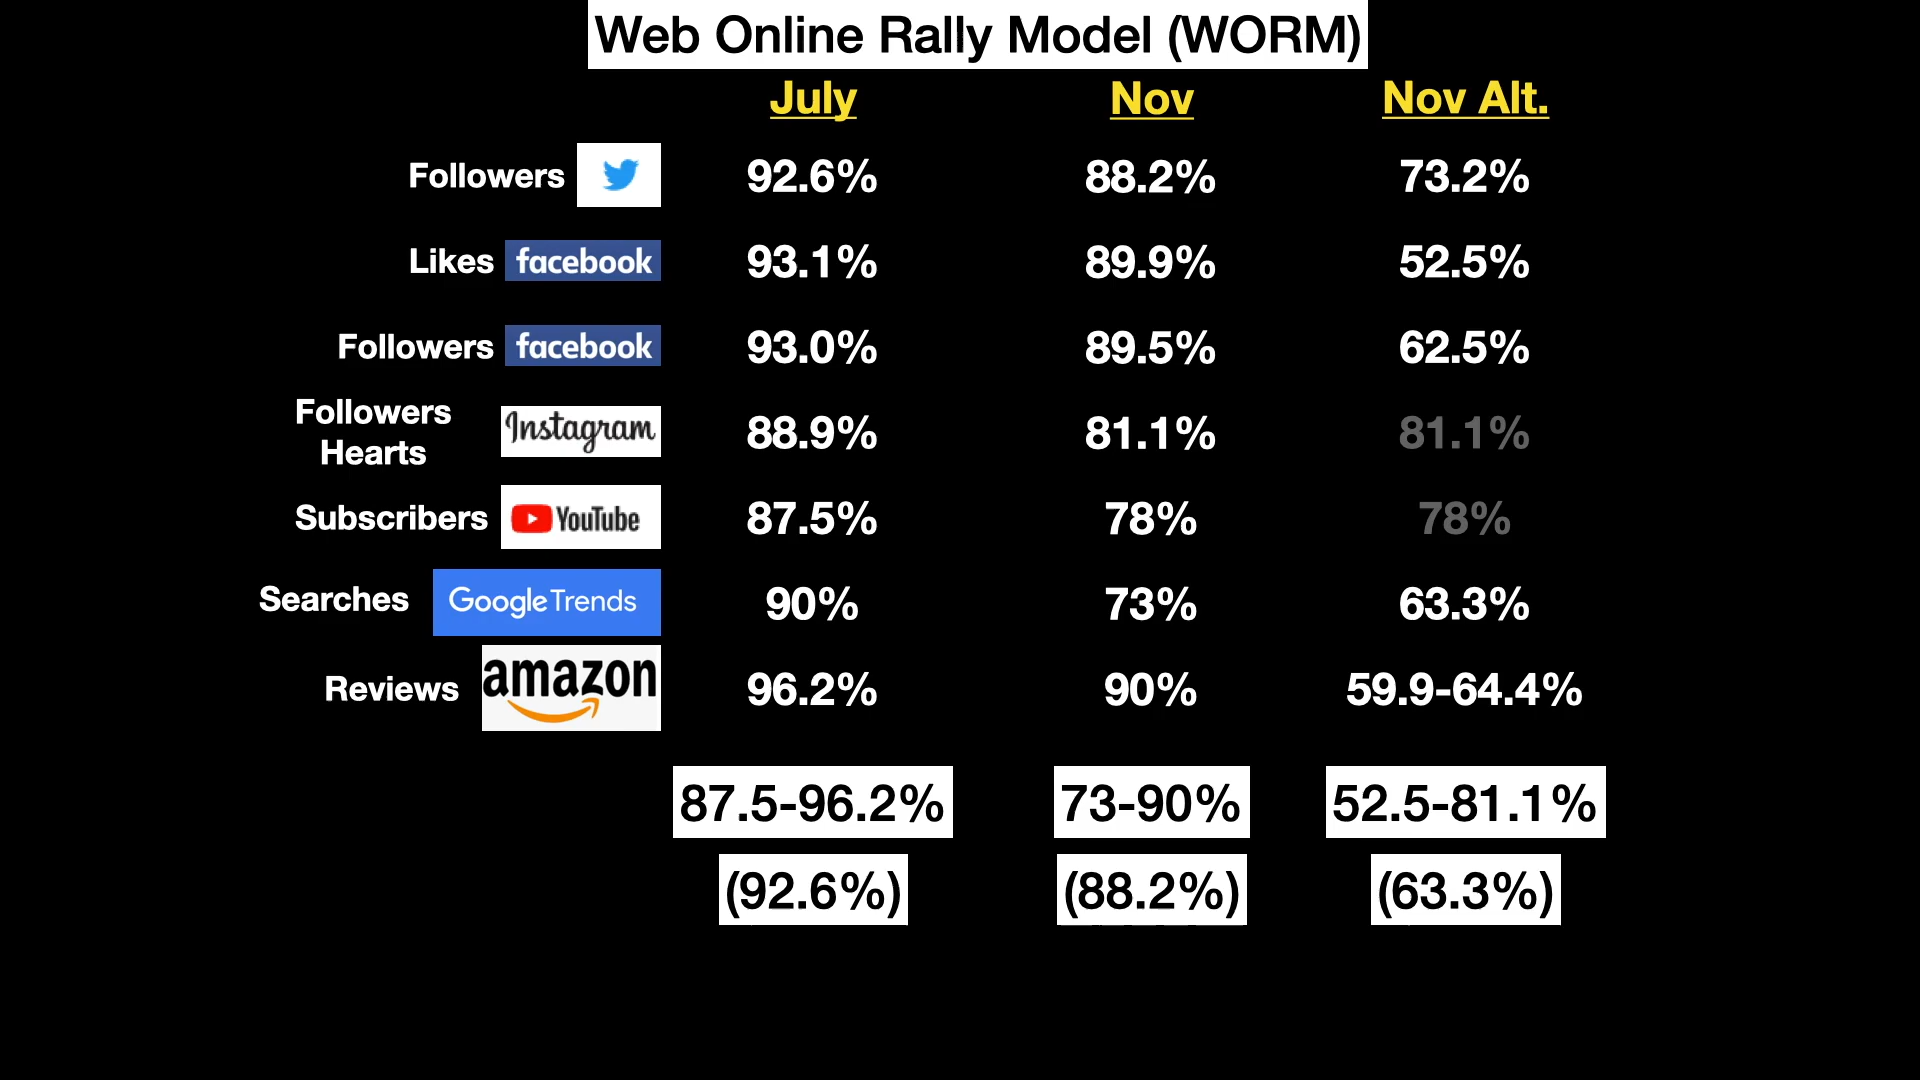 Web Online Rally Model (WORM)
July Nov Nov Alt.
Followers 92.6% 88.2% 73.2%
Likes facebook 93.1% 89.9% 52.5%
Followers facebook 93.0% 89.5% 62.5%
Followers
Hearts Instagram 88.9% 81.1% 81.1%
Subscribers YouTube 87.5% 78% 78%
Searches Google Trends 90% 73% 63.3%
Reviews amazon 96.2% 90% 59.9-64.4%
87.5-96.2% 73-90% 52.5-81.1%
(92.6%) (88.2%) (63.3%)